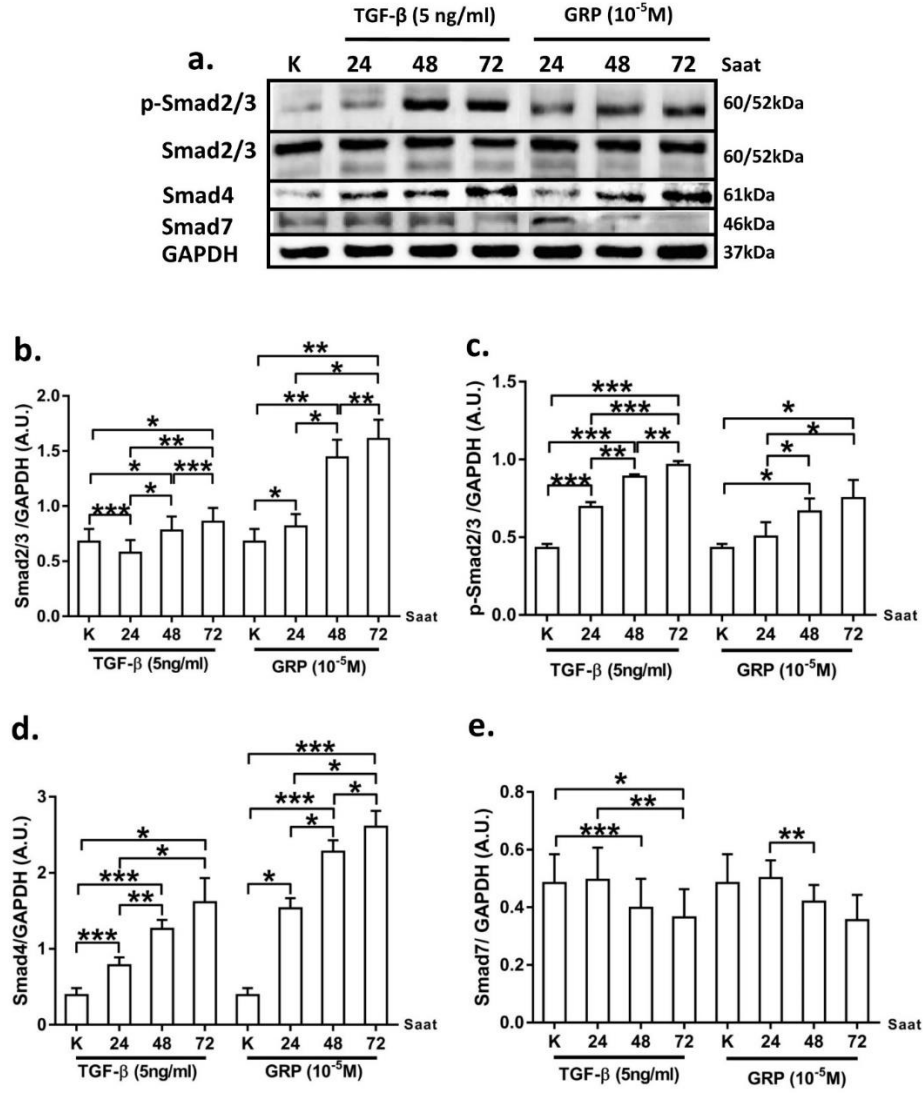 TGF-β (5 ng/ml) GRP (10⁻⁵M)
a. K 24 48 72 24 48 72 Saat
p-Smad2/3 60/52kDa
Smad2/3 60/52kDa
Smad4 61kDa
Smad7 46kDa
GAPDH 37kDa
b.
Smad2/3 /GAPDH (A.U.)
2.0
1.5
1.0
0.5
0.0
* ** * *** *** *
** * ** * ** *
K 24 48 72 K 24 48 72 Saat
TGF-β (5ng/ml) GRP (10⁻⁵M)
c.
p-Smad2/3 /GAPDH (A.U.)
1.5
1.0
0.5
0.0
*** *** *** ** ** ***
* * * *
K 24 48 72 K 24 48 72 Saat
TGF-β (5ng/ml) GRP (10⁻⁵M)
d.
Smad4/GAPDH (A.U.)
3
2
1
0
* * *** ** ***
*** * *** * * *
K 24 48 72 K 24 48 72 Saat
TGF-β (5ng/ml) GRP (10⁻⁵M)
e.
Smad7/ GAPDH (A.U.)
0.8
0.6
0.4
0.2
0.0
* ** ***
**
K 24 48 72 K 24 48 72 Saat
TGF-β (5ng/ml) GRP (10⁻⁵M)